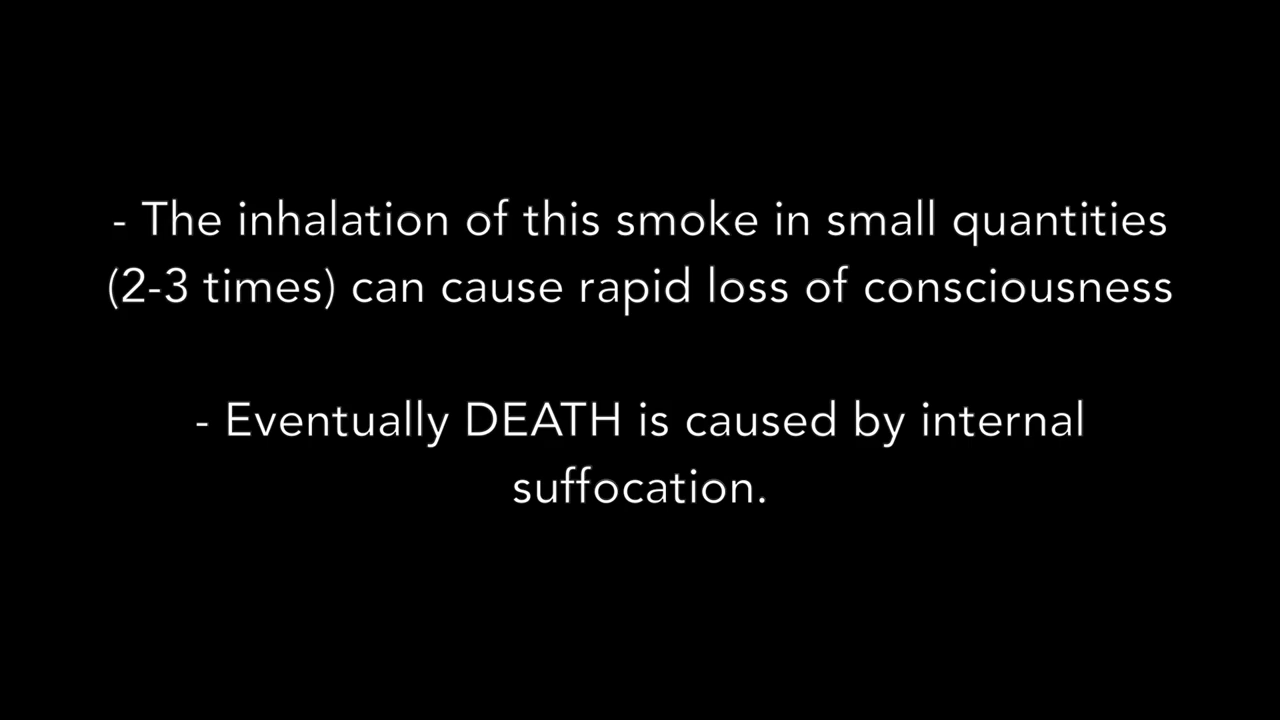 - The inhalation of this smoke in small quantities
(2-3 times) can cause rapid loss of consciousness
- Eventually DEATH is caused by internal
suffocation.